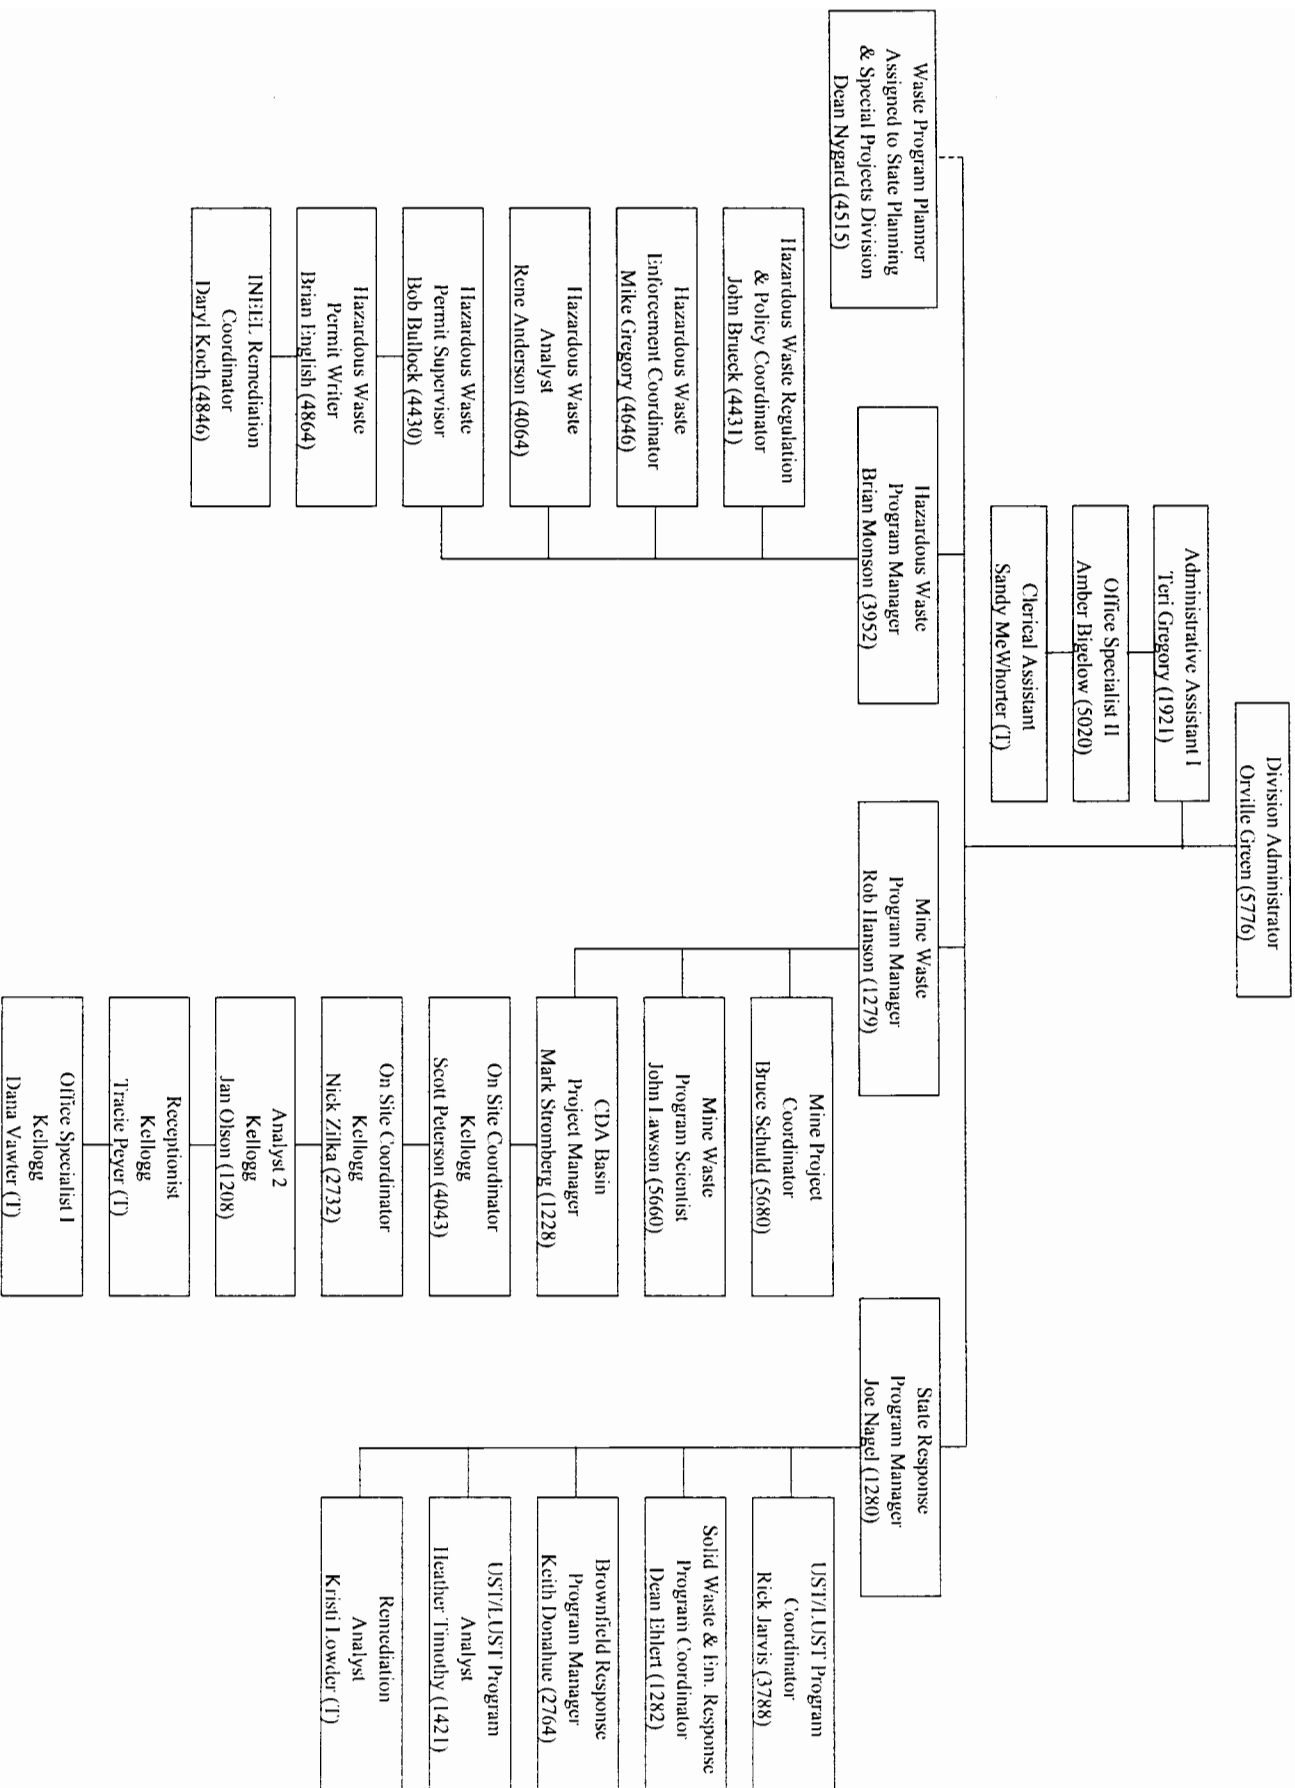 Division Administrator
Orville Green (5776)
Administrative Assistant I
Teri Gregory (1921)
Office Specialist II
Amber Bigelow (5020)
Clerical Assistant
Sandy McWhorter (T)
Waste Program Planner
Assigned to State Planning
& Special Projects Division
Dean Nygard (4515)
Hazardous Waste
Program Manager
Brian Monson (3952)
Hazardous Waste Regulation
& Policy Coordinator
John Brueck (4431)
Hazardous Waste
Enforcement Coordinator
Mike Gregory (4646)
Hazardous Waste
Analyst
Rene Anderson (4064)
Hazardous Waste
Permit Supervisor
Bob Bullock (4430)
Hazardous Waste
Permit Writer
Brian English (4864)
INEEL Remediation
Coordinator
Daryl Koch (4846)
Mine Waste
Program Manager
Rob Hanson (1279)
Mine Project
Coordinator
Bruce Schuld (5680)
Mine Waste
Program Scientist
John Lawson (5660)
CDA Basin
Project Manager
Mark Stromberg (1228)
On Site Coordinator
Kellogg
Scott Peterson (4043)
On Site Coordinator
Kellogg
Nick Zilka (2732)
Analyst 2
Kellogg
Jan Olson (1208)
Receptionist
Kellogg
Tracie Peyer (T)
Office Specialist I
Kellogg
Dana Vawter (T)
State Response
Program Manager
Joe Nagel (1280)
UST/LUST Program
Coordinator
Rick Jarvis (3788)
Solid Waste & Em. Response
Program Coordinator
Dean Ehlert (1282)
Brownfield Response
Program Manager
Keith Donahue (2764)
UST/LUST Program
Analyst
Heather Timothy (1421)
Remediation
Analyst
Kristi Lowder (T)